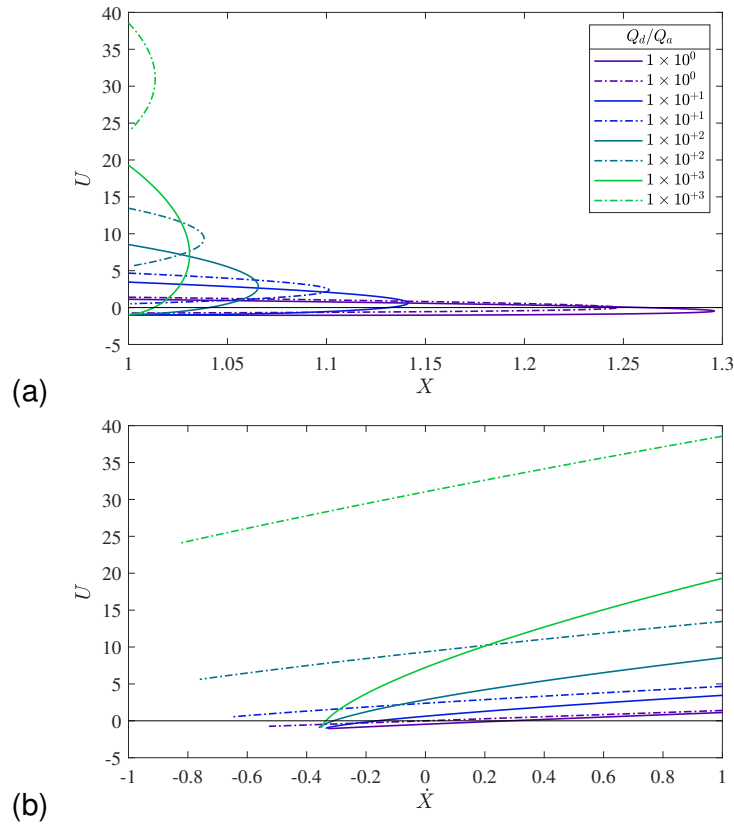 40
35
30
25
20
15
10
5
0
-5
U
1
1.05
1.1
1.15
1.2
1.25
1.3
X
Q_d/Q_a
1 × 10^0
1 × 10^0
1 × 10^{+1}
1 × 10^{+1}
1 × 10^{+2}
1 × 10^{+2}
1 × 10^{+3}
1 × 10^{+3}
(a)
40
35
30
25
20
15
10
5
0
-5
U
-1
-0.8
-0.6
-0.4
-0.2
0
0.2
0.4
0.6
0.8
1
Ẋ
(b)